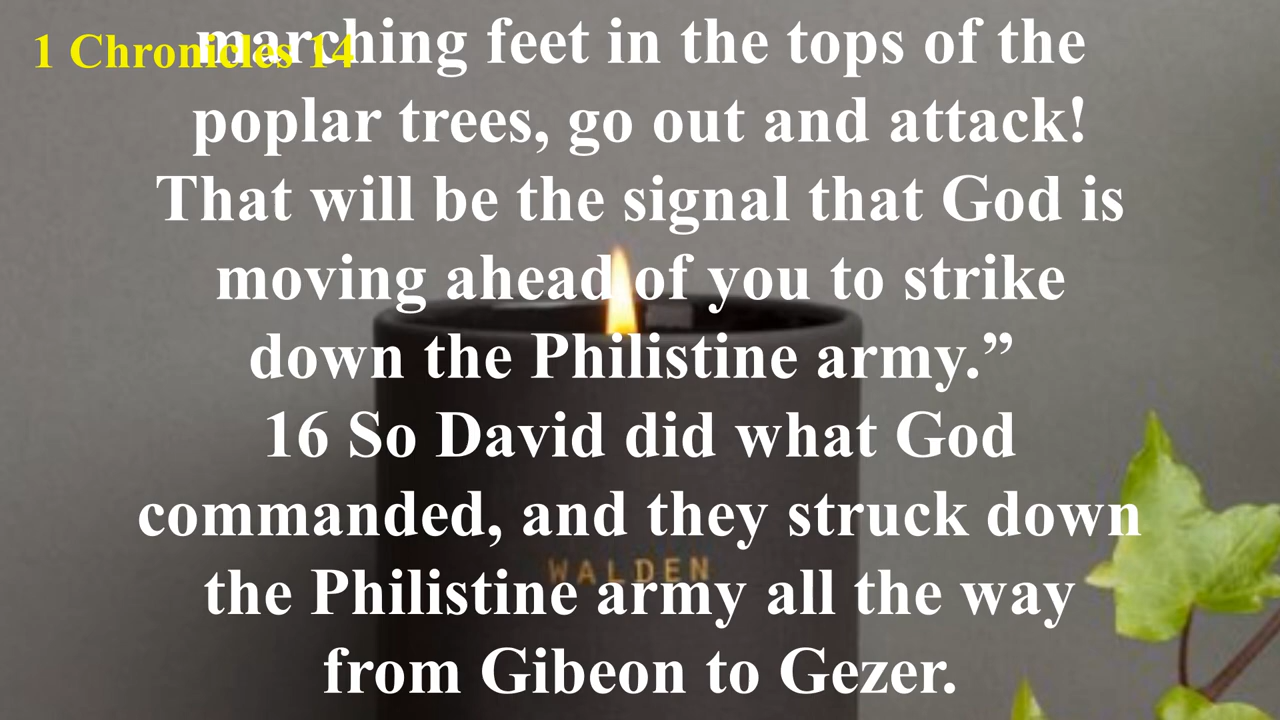 1 Chronicles 14
marching feet in the tops of the
poplar trees, go out and attack!
That will be the signal that God is
moving ahead of you to strike
down the Philistine army.”
16 So David did what God
commanded, and they struck down
WALDEN
the Philistine army all the way
from Gibeon to Gezer.